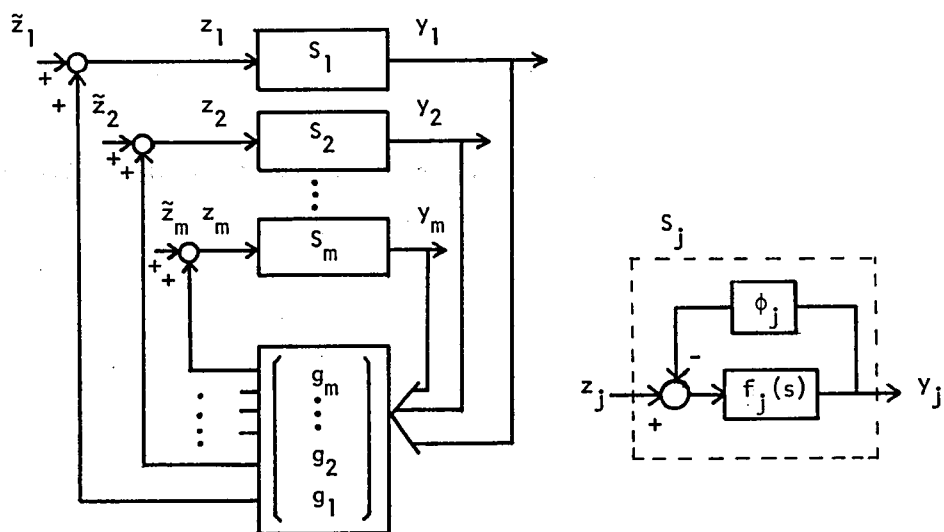 z̃₁ z₁ S₁ y₁
+
+
z̃₂ z₂ S₂ y₂
+
+
z̃ₘ zₘ Sₘ yₘ
+
+
gₘ
g₂
g₁
Sⱼ
ϕⱼ
-
zⱼ fⱼ(s) yⱼ
+